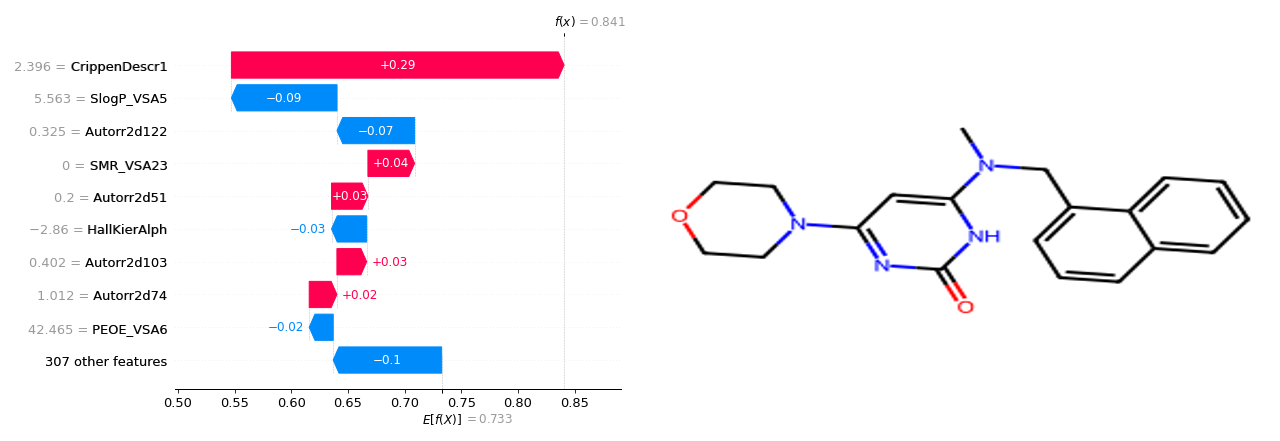 f(x) = 0.841
2.396 = CrippenDescr1
+0.29
5.563 = SlogP_VSA5
−0.09
0.325 = Autorr2d122
−0.07
0 = SMR_VSA23
+0.04
0.2 = Autorr2d51
+0.03
−2.86 = HallKierAlph
−0.03
0.402 = Autorr2d103
+0.03
1.012 = Autorr2d74
+0.02
42.465 = PEOE_VSA6
−0.02
307 other features
−0.1
0.50 0.55 0.60 0.65 0.70 0.75 0.80 0.85
E[f(X)] = 0.733
N
O
N
N
NH
O